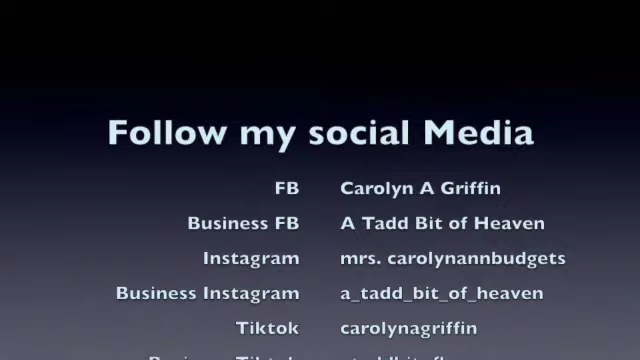 Follow my social Media
FB Carolyn A Griffin
Business FB A Tadd Bit of Heaven
Instagram mrs. carolynannbudgets
Business Instagram a_tadd_bit_of_heaven
Tiktok carolynagriffin